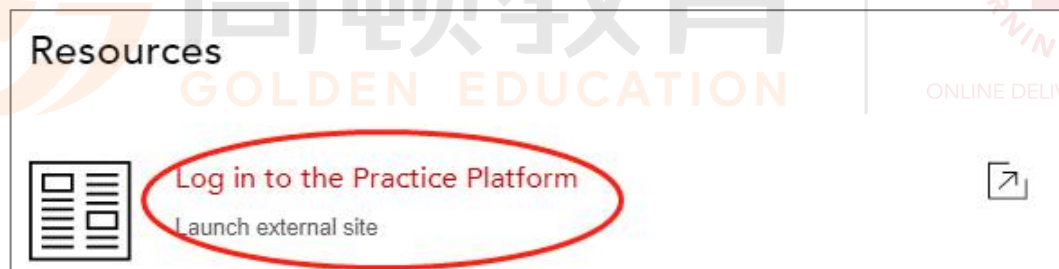 高顿教育
Resources
GOLDEN EDUCATION
ONLINE DELIV
Log in to the Practice Platform
Launch external site